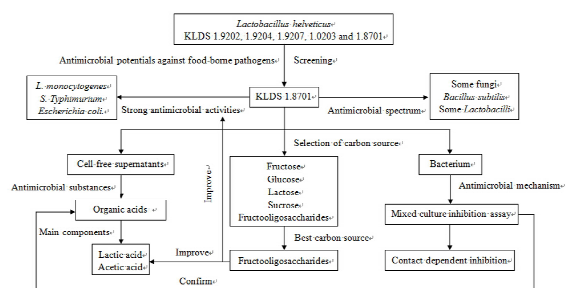 Lactobacillus helveticus
KLDS 1.9202, 1.9204, 1.9207, 1.0203 and 1.8701
Antimicrobial potentials against food-borne pathogens
Screening
L. monocytogenes
S. Typhimurium
Escherichia coli.
KLDS 1.8701
Some fungi
Bacillus subtilis
Some Lactobacilli
Strong antimicrobial activities
Antimicrobial spectrum
Selection of carbon source
Cell-free supernatants
Fructose
Glucose
Lactose
Sucrose
Fructooligosaccharides
Bacterium
Improve
Antimicrobial substances
Antimicrobial mechanism
Organic acids
Mixed culture inhibition assay
Main components
Best carbon source
Lactic acid
Acetic acid
Improve
Fructooligosaccharides
Contact dependent inhibition
Confirm